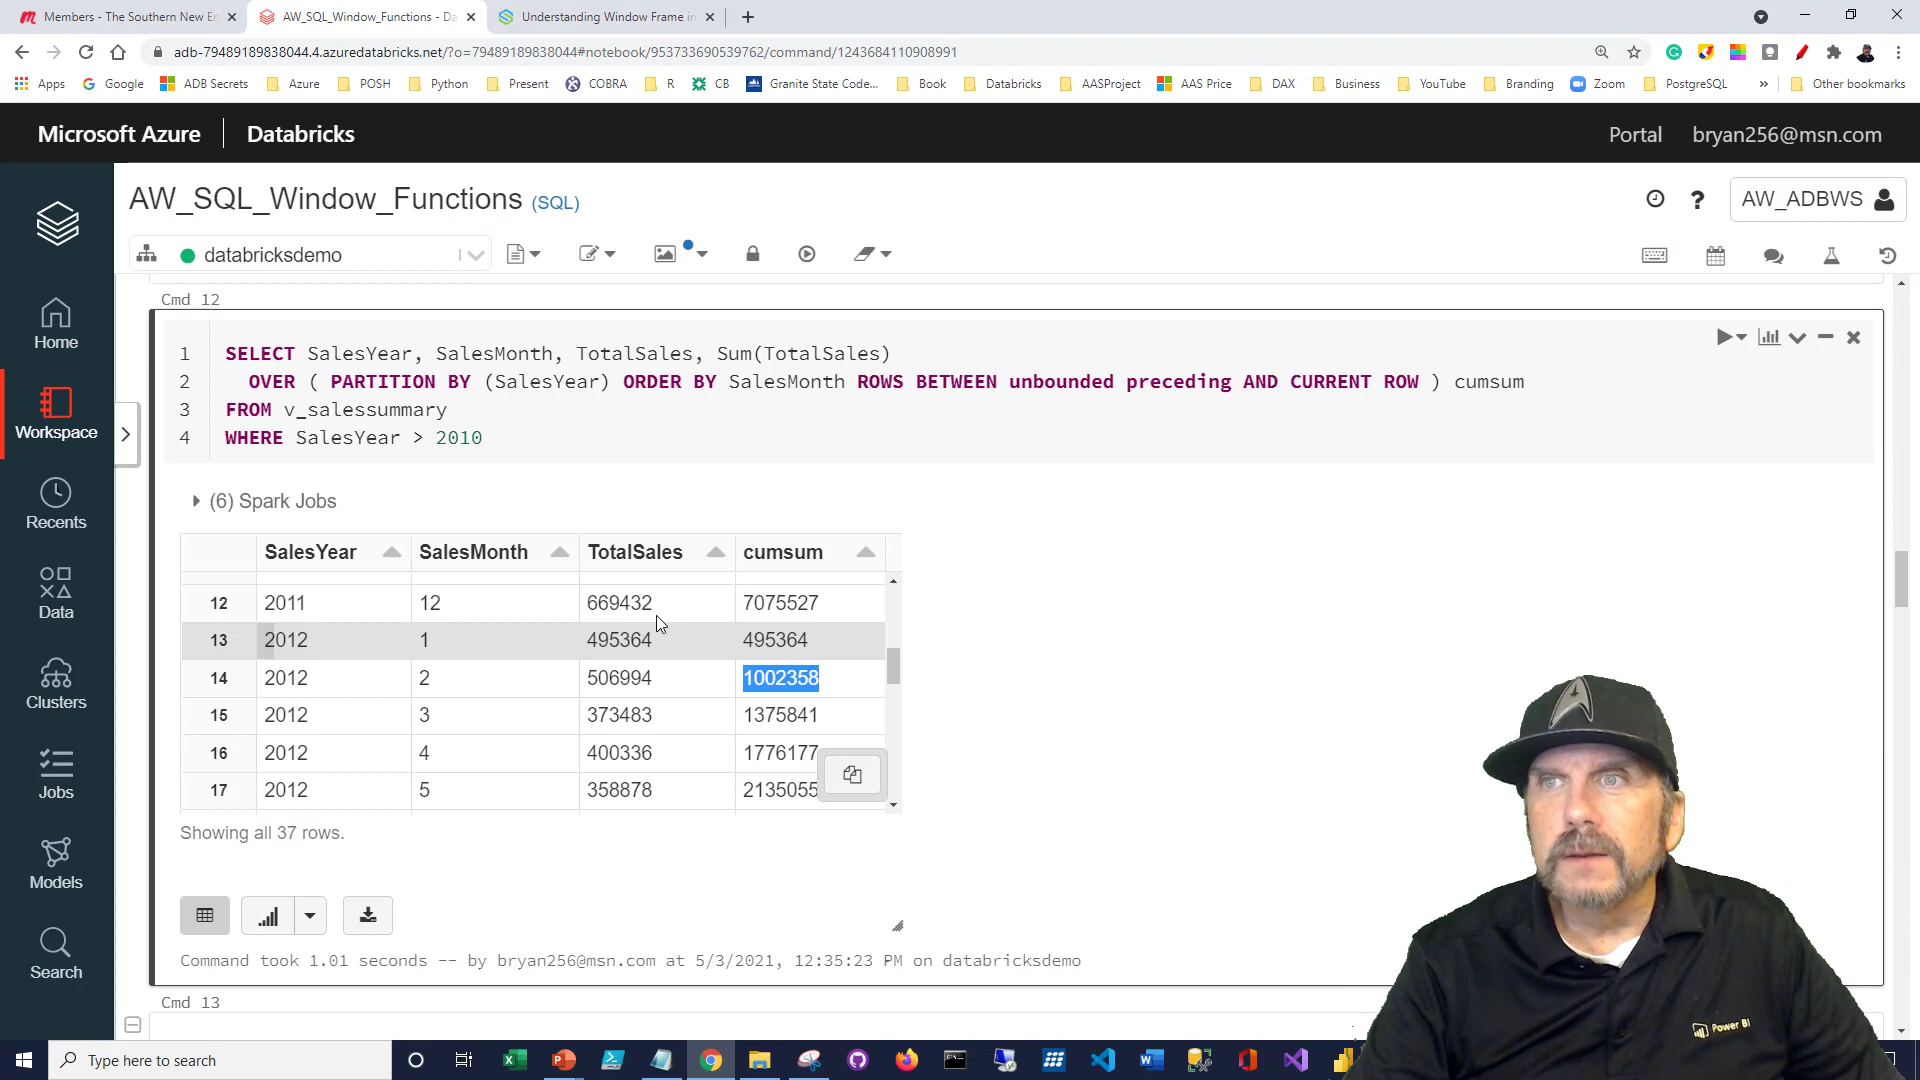 Members - The Southern New En
AW_SQL_Window_Functions - Da
Understanding Window Frame in
adb-79489189838044.4.azuredatabricks.net/?o=79489189838044#notebook/953733690539762/command/1243684110908991
Apps Google ADB Secrets Azure POSH Python Present COBRA R CB Granite State Code... Book Databricks AASProject AAS Price DAX Business YouTube Branding Zoom PostgreSQL » Other bookmarks
Microsoft Azure Databricks Portal bryan256@msn.com
AW_SQL_Window_Functions (SQL) ? AW_ADBWS
databricksdemo
Home
Workspace
Recents
Data
Clusters
Jobs
Models
Search
Cmd 12
1 SELECT SalesYear, SalesMonth, TotalSales, Sum(TotalSales)
2 OVER ( PARTITION BY (SalesYear) ORDER BY SalesMonth ROWS BETWEEN unbounded preceding AND CURRENT ROW ) cumsum
3 FROM v_salessummary
4 WHERE SalesYear > 2010
(6) Spark Jobs
SalesYear SalesMonth TotalSales cumsum
12 2011 12 669432 7075527
13 2012 1 495364 495364
14 2012 2 506994 1002358
15 2012 3 373483 1375841
16 2012 4 400336 1776177
17 2012 5 358878 2135055
Showing all 37 rows.
Command took 1.01 seconds -- by bryan256@msn.com at 5/3/2021, 12:35:23 PM on databricksdemo
Cmd 13
Power BI
Type here to search